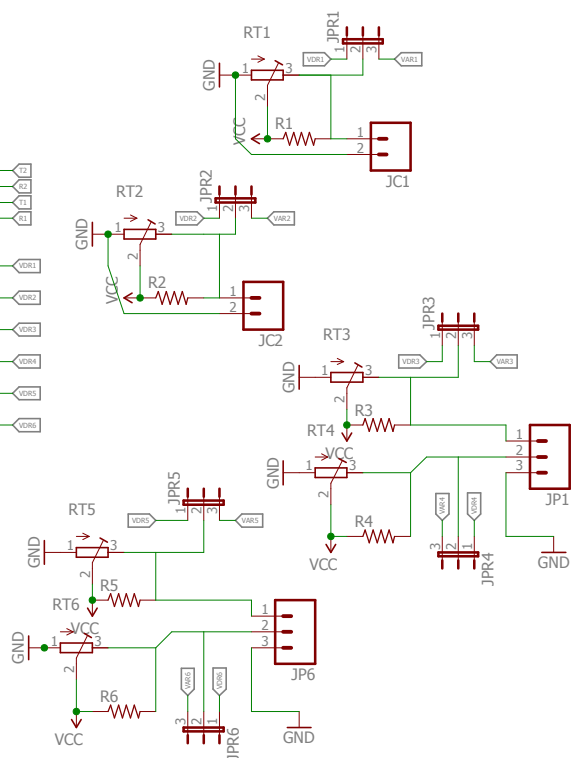 JPR1
RT1
1 2 3
VDR1
VAR1
GND
1
3
2
VCC
R1
1
2
JC1
T2
R2
T1
R1
JPR2
RT2
1 2 3
VDR2
VAR2
GND
1
3
2
VCC
R2
1
2
JC2
VDR1
VDR2
VDR3
VDR4
VDR5
VDR6
JPR3
RT3
1 2 3
VDR3
VAR3
GND
1
3
2
R3
RT4
VCC
GND
1
3
2
R4
VCC
1
2
3
JP1
VAR4
VDR4
3 2 1
JPR4
GND
JPR5
RT5
1 2 3
VDR5
VAR5
GND
1
3
2
R5
RT6
VCC
GND
1
3
2
R6
VCC
1
2
3
JP6
VAR6
VDR6
3 2 1
JPR6
GND